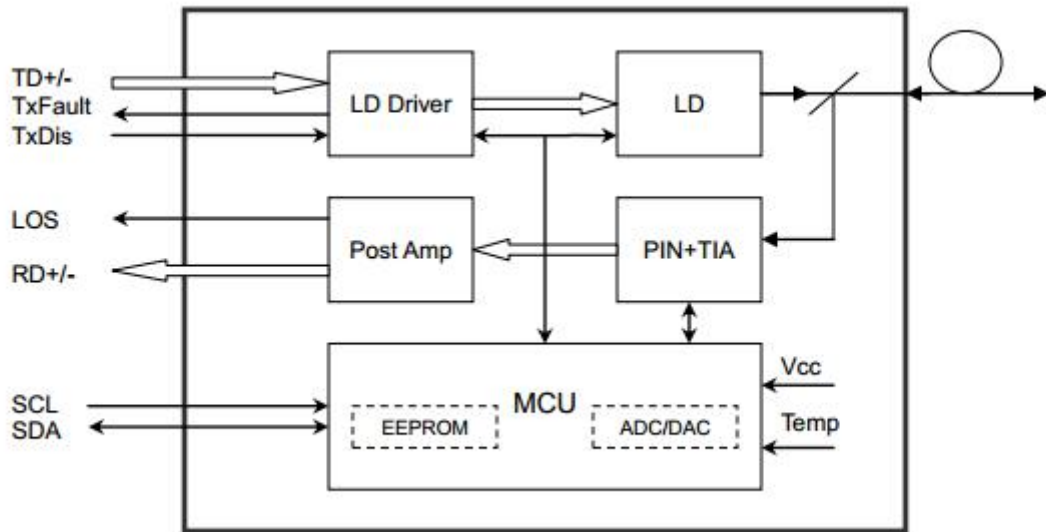 TD+/-
TxFault
TxDis
LD Driver
LD
LOS
RD+/-
Post Amp
PIN+TIA
SCL
SDA
MCU
EEPROM
ADC/DAC
Vcc
Temp